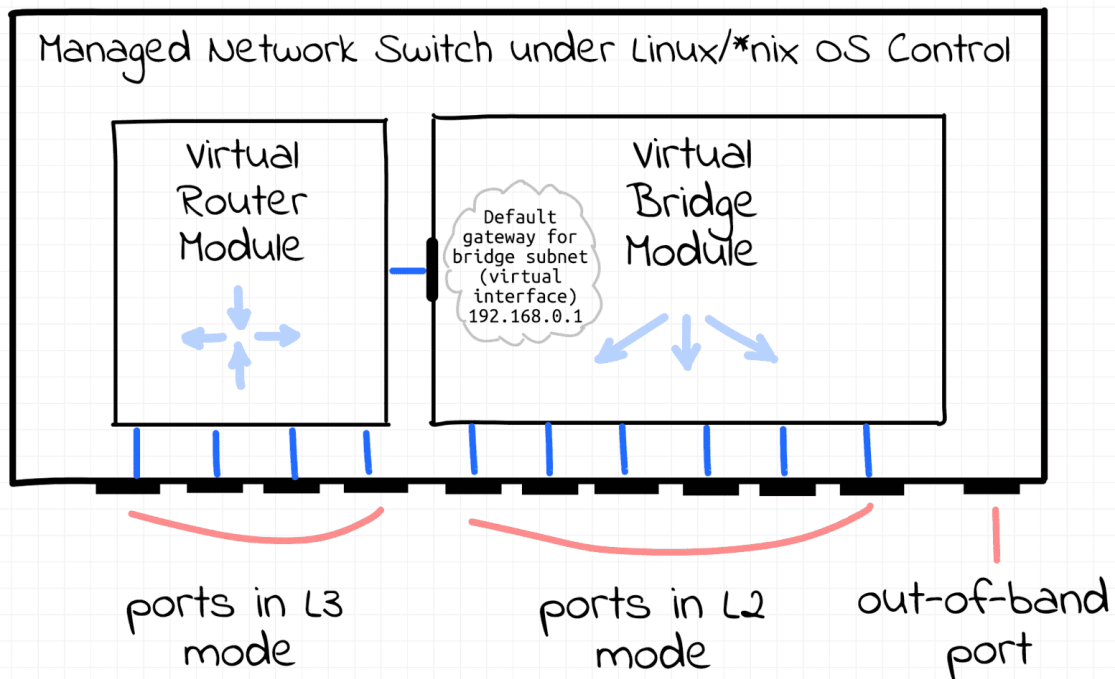 Managed Network Switch under Linux/*nix OS Control
Virtual
Router
Module
Default
gateway for
bridge subnet
(virtual
interface)
192.168.0.1
Virtual
Bridge
Module
ports in L3
mode
ports in L2
mode
out-of-band
port